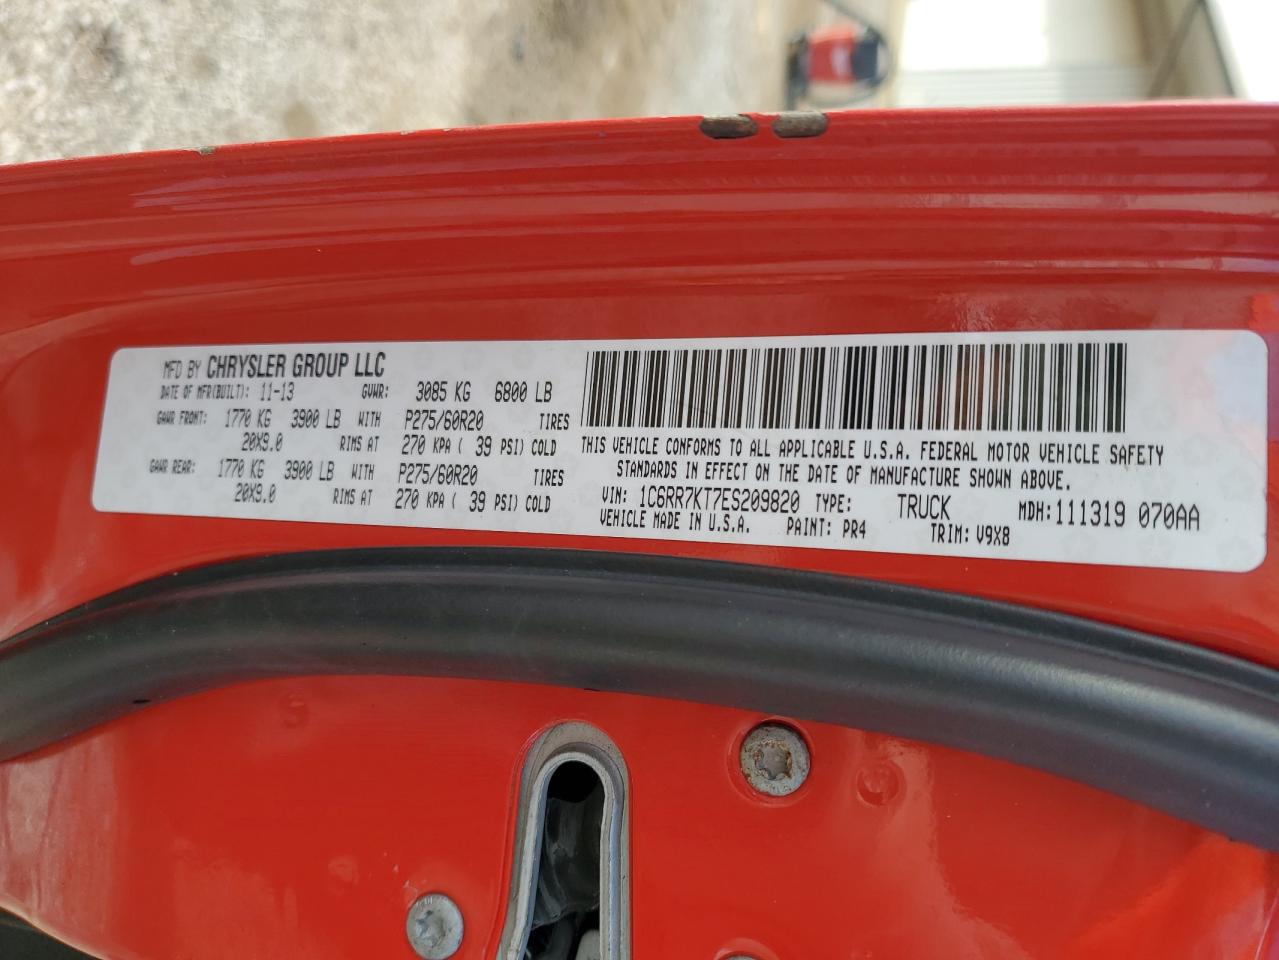 MFD BY CHRYSLER GROUP LLC
DATE OF MFR(BUILT): 11-13 GVWR: 3085 KG 6800 LB
GAWR FRONT: 1770 KG 3900 LB WITH P275/60R20 TIRES
20X9.0 RIMS AT 270 KPA ( 39 PSI) COLD
GAWR REAR: 1770 KG 3900 LB WITH P275/60R20 TIRES
20X9.0 RIMS AT 270 KPA ( 39 PSI) COLD
THIS VEHICLE CONFORMS TO ALL APPLICABLE U.S.A. FEDERAL MOTOR VEHICLE SAFETY
STANDARDS IN EFFECT ON THE DATE OF MANUFACTURE SHOWN ABOVE.
VIN: 1C6RR7KT7ES209820 TYPE: TRUCK MDH: 111319 070AA
VEHICLE MADE IN U.S.A. PAINT: PR4 TRIM: V9X8